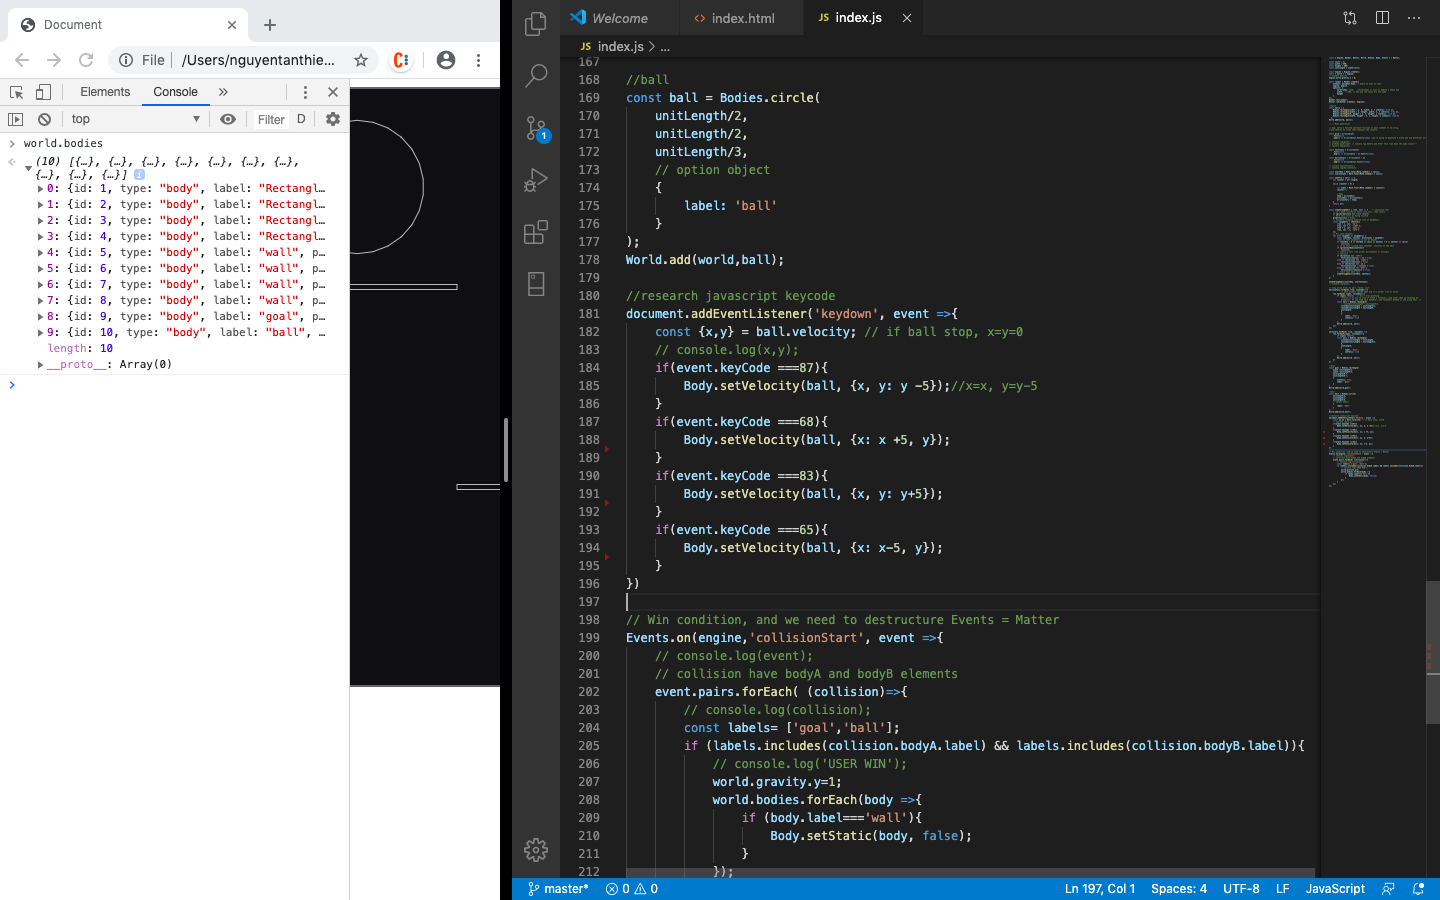 Document
File /Users/nguyentanthie...
Elements Console
top Filter D
world.bodies
(10) [{…}, {…}, {…}, {…}, {…}, {…}, {…},
{…}, {…}, {…}]
0: {id: 1, type: "body", label: "Rectangl…
1: {id: 2, type: "body", label: "Rectangl…
2: {id: 3, type: "body", label: "Rectangl…
3: {id: 4, type: "body", label: "Rectangl…
4: {id: 5, type: "body", label: "wall", p…
5: {id: 6, type: "body", label: "wall", p…
6: {id: 7, type: "body", label: "wall", p…
7: {id: 8, type: "body", label: "wall", p…
8: {id: 9, type: "body", label: "goal", p…
9: {id: 10, type: "body", label: "ball", …
length: 10
__proto__: Array(0)
Welcome
index.html
JS index.js
JS index.js > ...
1
167
168 //ball
169 const ball = Bodies.circle(
170 unitLength/2,
171 unitLength/2,
172 unitLength/3,
173 // option object
174 {
175 label: 'ball'
176 }
177 );
178 World.add(world,ball);
179
180 //research javascript keycode
181 document.addEventListener('keydown', event =>{
182 const {x,y} = ball.velocity; // if ball stop, x=y=0
183 // console.log(x,y);
184 if(event.keyCode ===87){
185 Body.setVelocity(ball, {x, y: y -5});//x=x, y=y-5
186 }
187 if(event.keyCode ===68){
188 Body.setVelocity(ball, {x: x +5, y});
189 }
190 if(event.keyCode ===83){
191 Body.setVelocity(ball, {x, y: y+5});
192 }
193 if(event.keyCode ===65){
194 Body.setVelocity(ball, {x: x-5, y});
195 }
196 })
197
198 // Win condition, and we need to destructure Events = Matter
199 Events.on(engine,'collisionStart', event =>{
200 // console.log(event);
201 // collision have bodyA and bodyB elements
202 event.pairs.forEach( (collision)=>{
203 // console.log(collision);
204 const labels= ['goal','ball'];
205 if (labels.includes(collision.bodyA.label) && labels.includes(collision.bodyB.label)){
206 // console.log('USER WIN');
207 world.gravity.y=1;
208 world.bodies.forEach(body =>{
209 if (body.label==='wall'){
210 Body.setStatic(body, false);
211 }
212 });
master* 0 0 Ln 197, Col 1 Spaces: 4 UTF-8 LF JavaScript